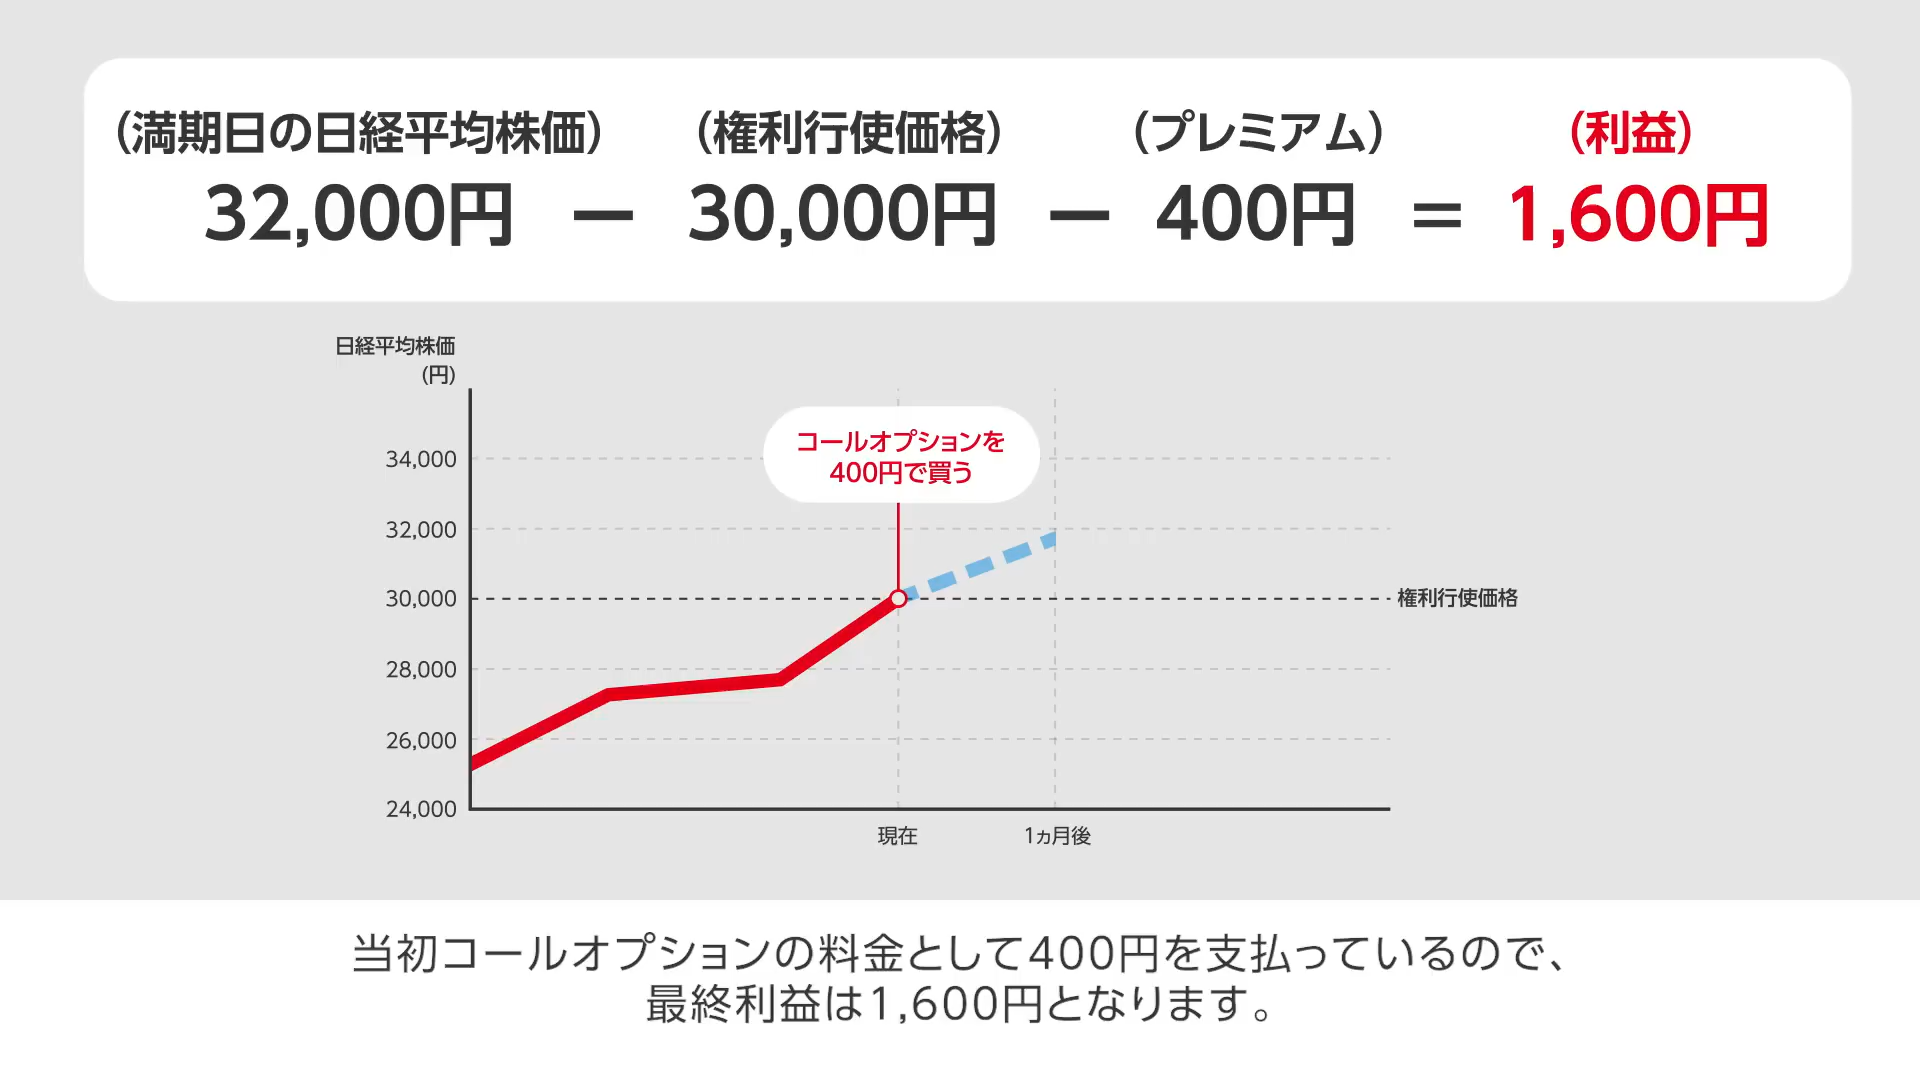 (満期日の日経平均株価) (権利行使価格) (プレミアム) (利益)
32,000円 － 30,000円 － 400円 ＝ 1,600円
日経平均株価
(円)
コールオプションを
400円で買う
34,000
32,000
30,000
権利行使価格
28,000
26,000
24,000
現在 1ヵ月後
当初コールオプションの料金として400円を支払っているので、
最終利益は1,600円となります。